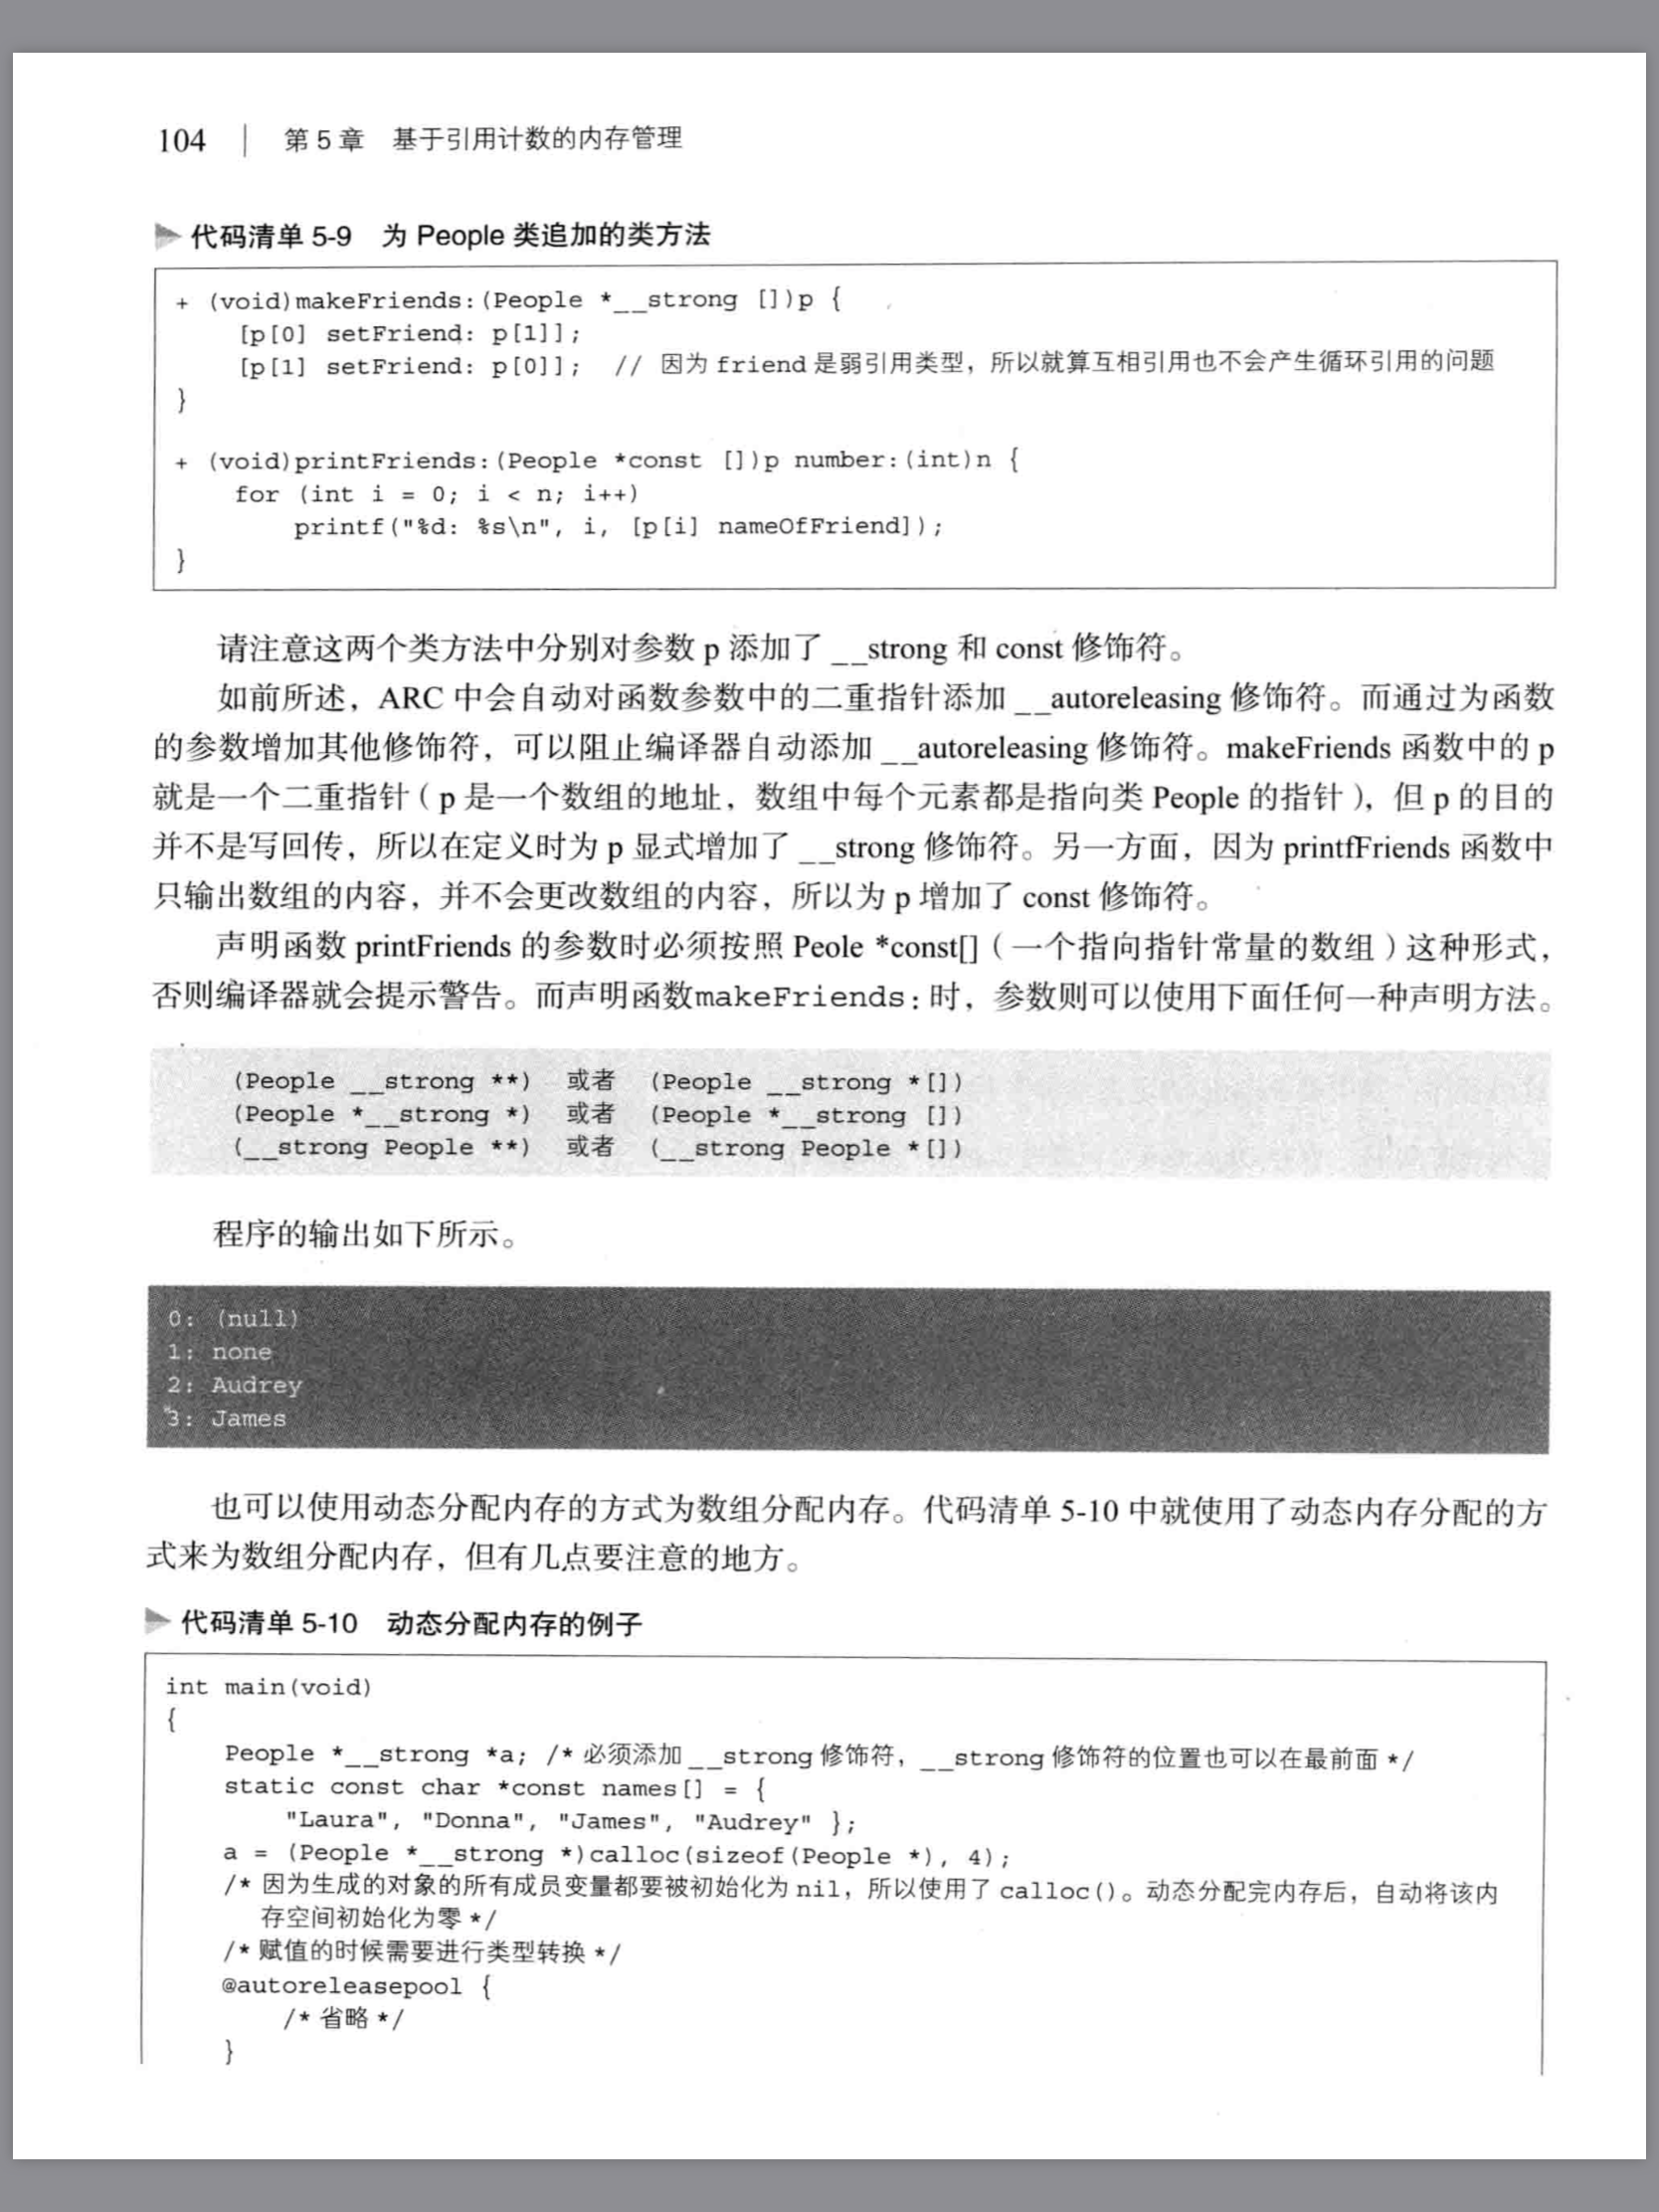 104 | 第 5 章 基于引用计数的内存管理
代码清单 5-9 为 People 类追加的类方法
+ (void)makeFriends:(People *__strong [])p {
    [p[0] setFriend: p[1]];
    [p[1] setFriend: p[0]];  // 因为 friend 是弱引用类型，所以就算互相引用也不会产生循环引用的问题
}
+ (void)printFriends:(People *const [])p number:(int)n {
    for (int i = 0; i < n; i++)
        printf("%d: %s\n", i, [p[i] nameOfFriend]);
}
请注意这两个类方法中分别对参数 p 添加了 __strong 和 const 修饰符。
如前所述，ARC 中会自动对函数参数中的二重指针添加 __autoreleasing 修饰符。而通过为函数
的参数增加其他修饰符，可以阻止编译器自动添加 __autoreleasing 修饰符。makeFriends 函数中的 p
就是一个二重指针（p 是一个数组的地址，数组中每个元素都是指向类 People 的指针），但 p 的目的
并不是写回传，所以在定义时为 p 显式增加了 __strong 修饰符。另一方面，因为 printfFriends 函数中
只输出数组的内容，并不会更改数组的内容，所以为 p 增加了 const 修饰符。
声明函数 printFriends 的参数时必须按照 Peole *const[]（一个指向指针常量的数组）这种形式，
否则编译器就会提示警告。而声明函数makeFriends:时，参数则可以使用下面任何一种声明方法。
(People __strong **) 或者 (People __strong *[])
(People *__strong *) 或者 (People *__strong [])
(__strong People **) 或者 (__strong People *[])
程序的输出如下所示。
0: (null)
1: none
2: Audrey
3: James
也可以使用动态分配内存的方式为数组分配内存。代码清单 5-10 中就使用了动态内存分配的方
式来为数组分配内存，但有几点要注意的地方。
代码清单 5-10 动态分配内存的例子
int main(void)
{
    People *__strong *a; /* 必须添加 __strong 修饰符，__strong 修饰符的位置也可以在最前面 */
    static const char *const names[] = {
        "Laura", "Donna", "James", "Audrey" };
    a = (People *__strong *)calloc(sizeof(People *), 4);
    /* 因为生成的对象的所有成员变量都要被初始化为 nil，所以使用了 calloc()。动态分配完内存后，自动将该内
       存空间初始化为零 */
    /* 赋值的时候需要进行类型转换 */
    @autoreleasepool {
        /* 省略 */
    }